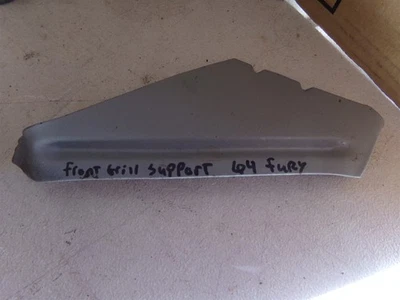 front Grill Support 64 fury